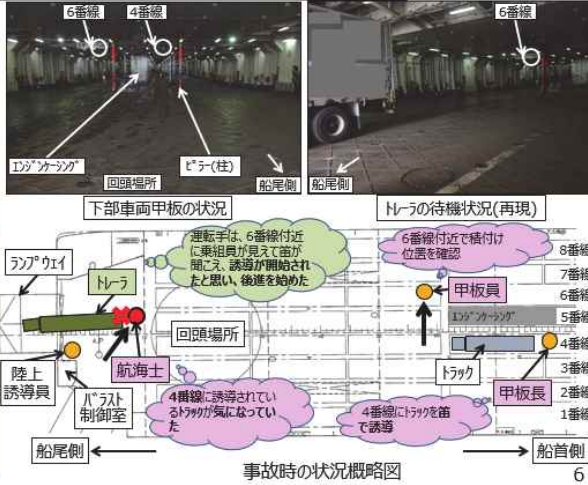 6番線
4番線
エンジンケーシング
ピラー(柱)
回頭場所
船尾側
6番線
船尾側
下部車両甲板の状況
トレーラの待機状況(再現)
ランプウェイ
トレーラ
運転手は、6番線付近
に乗組員が見えて笛が
聞こえ、誘導が開始され
たと思い、後進を始めた
6番線付近で積付け
位置を確認
甲板員
8番線
7番線
6番線
5番線
4番線
3番線
2番線
1番線
エンジンケーシング
回頭場所
陸上
誘導員
バラスト
制御室
航海士
トラック
甲板長
4番線に誘導されてい
るトラックが気になってい
た
4番線にトラックを笛
で誘導
船尾側
船首側
事故時の状況概略図
6